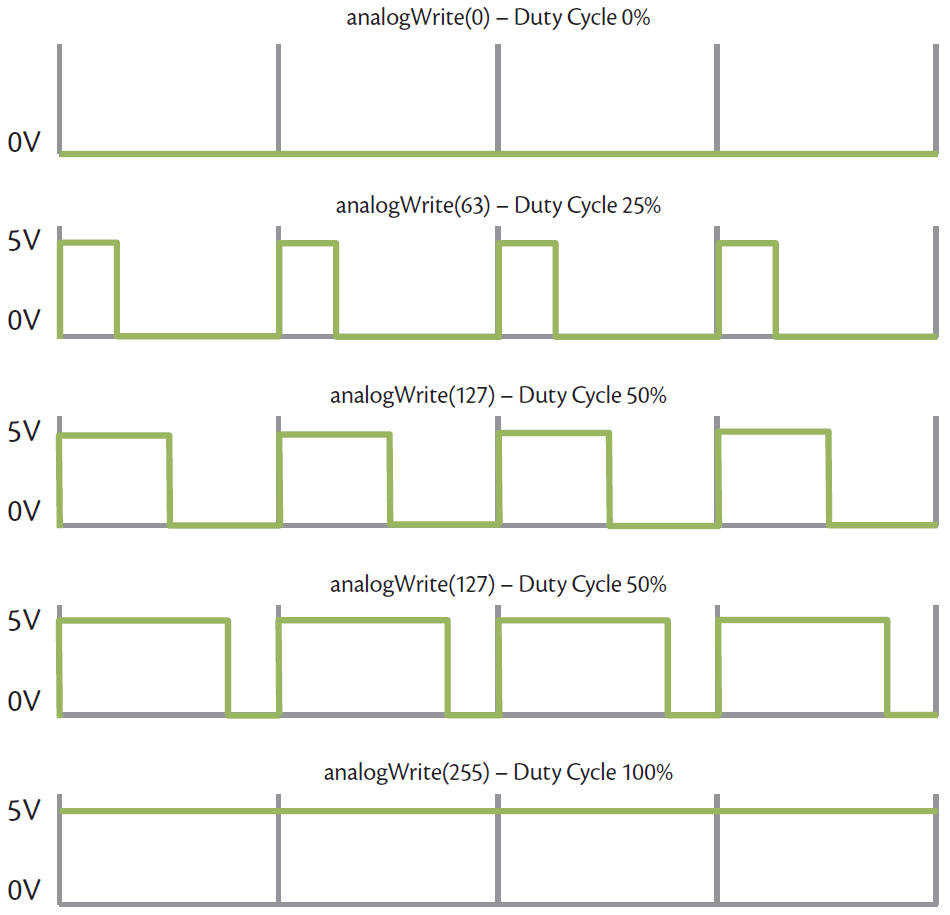 analogWrite(0) – Duty Cycle 0%
0V
analogWrite(63) – Duty Cycle 25%
5V
0V
analogWrite(127) – Duty Cycle 50%
5V
0V
analogWrite(127) – Duty Cycle 50%
5V
0V
analogWrite(255) – Duty Cycle 100%
5V
0V